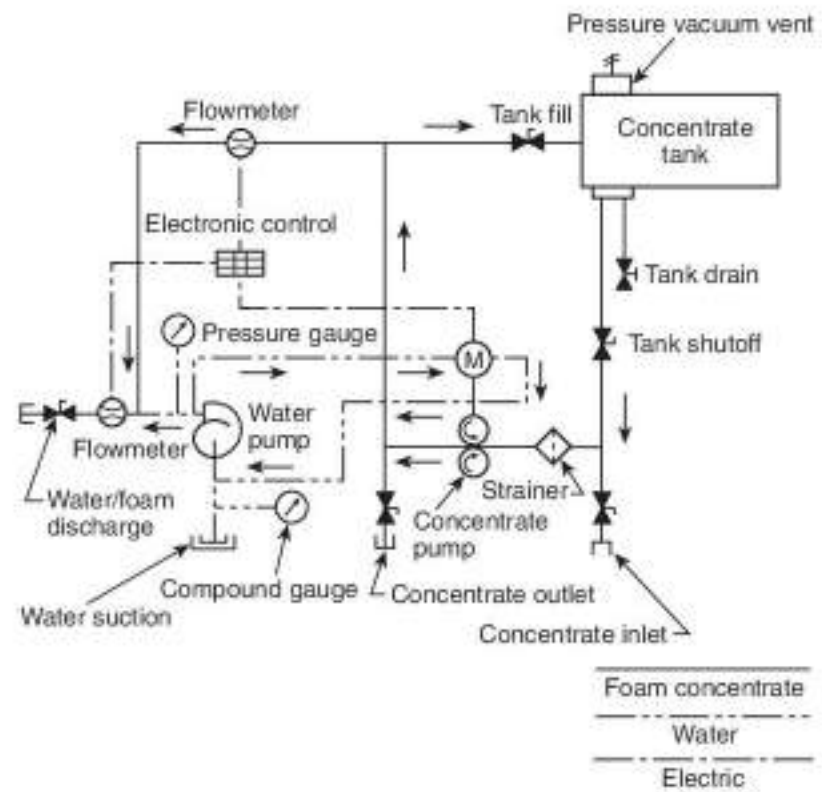 Pressure vacuum vent
Flowmeter
Tank fill
Concentrate
tank
Electronic control
Tank drain
Pressure gauge
M
Tank shutoff
Water
pump
Flowmeter
Strainer
Water/foam
discharge
Concentrate
pump
Compound gauge
Concentrate outlet
Water suction
Concentrate inlet
Foam concentrate
Water
Electric